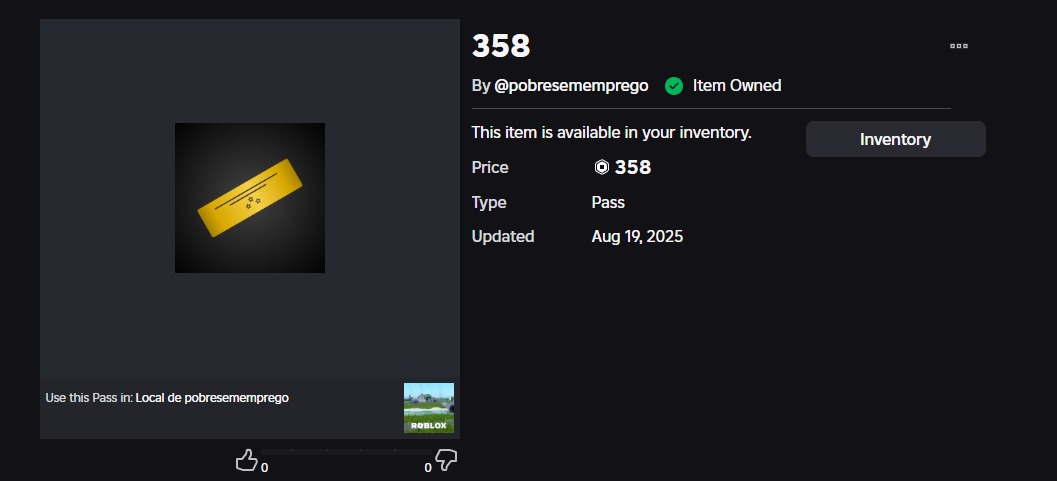 358
By @pobresememprego Item Owned
This item is available in your inventory.
Inventory
Price 358
Type Pass
Updated Aug 19, 2025
Use this Pass in: Local de pobresememprego
ROBLOX
0 0